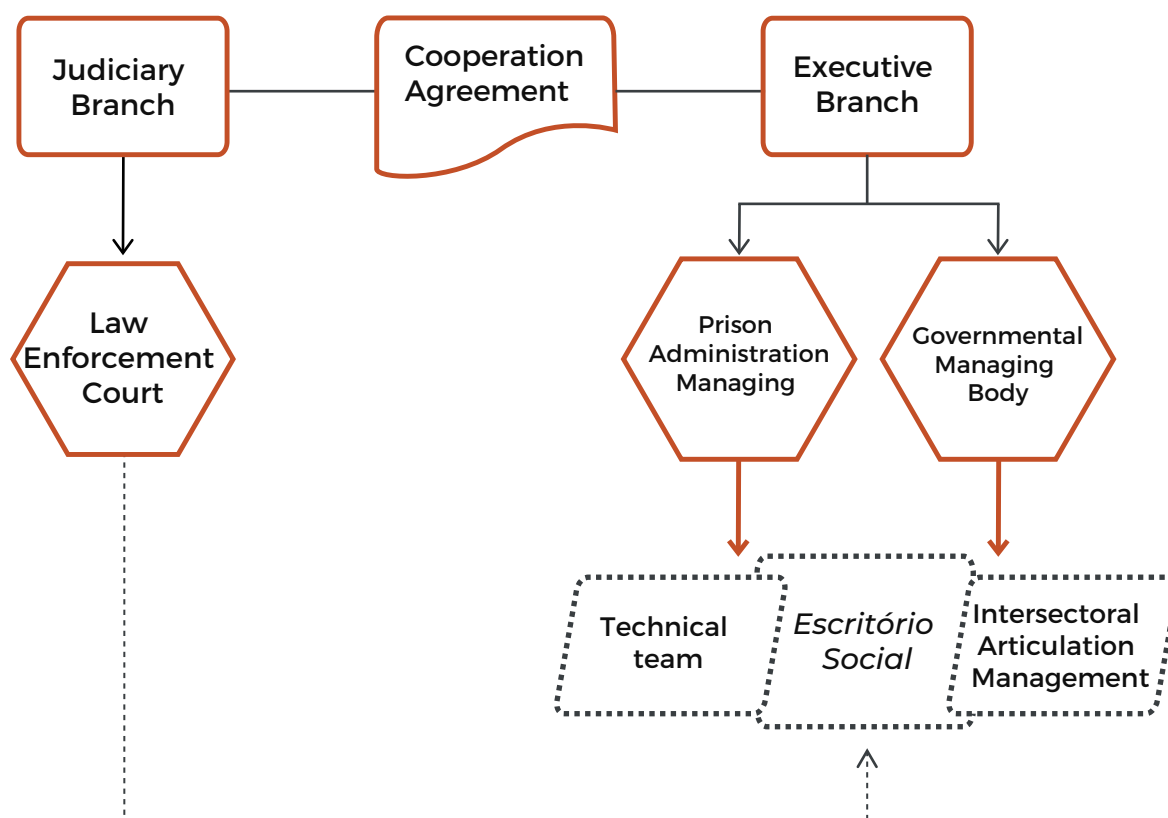 Judiciary
Branch
Cooperation
Agreement
Executive
Branch
Law
Enforcement
Court
Prison
Administration
Managing
Governmental
Managing
Body
Technical
team
Escritório
Social
Intersectoral
Articulation
Management